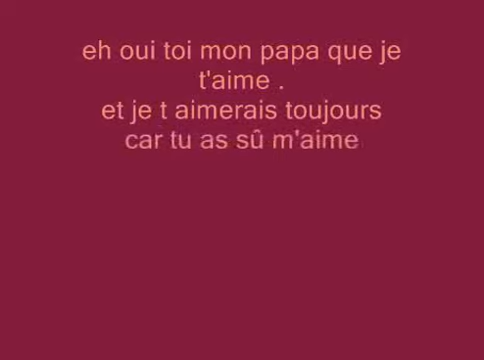 eh oui toi mon papa que je
t'aime .
et je t aimerais toujours
car tu as sû m'aime